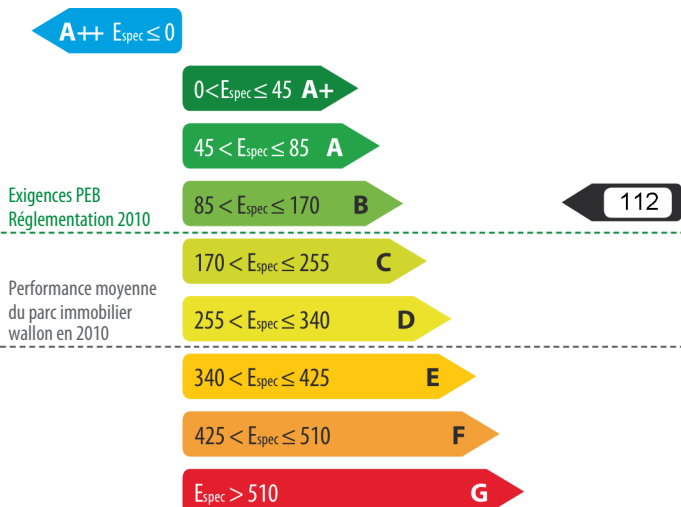 A++ Espec ≤ 0
0<Espec ≤ 45 A+
45 < Espec ≤ 85 A
Exigences PEB
Réglementation 2010
85 < Espec ≤ 170 B
112
170 < Espec ≤ 255 C
Performance moyenne
du parc immobilier
wallon en 2010
255 < Espec ≤ 340 D
340 < Espec ≤ 425 E
425 < Espec ≤ 510 F
Espec > 510 G